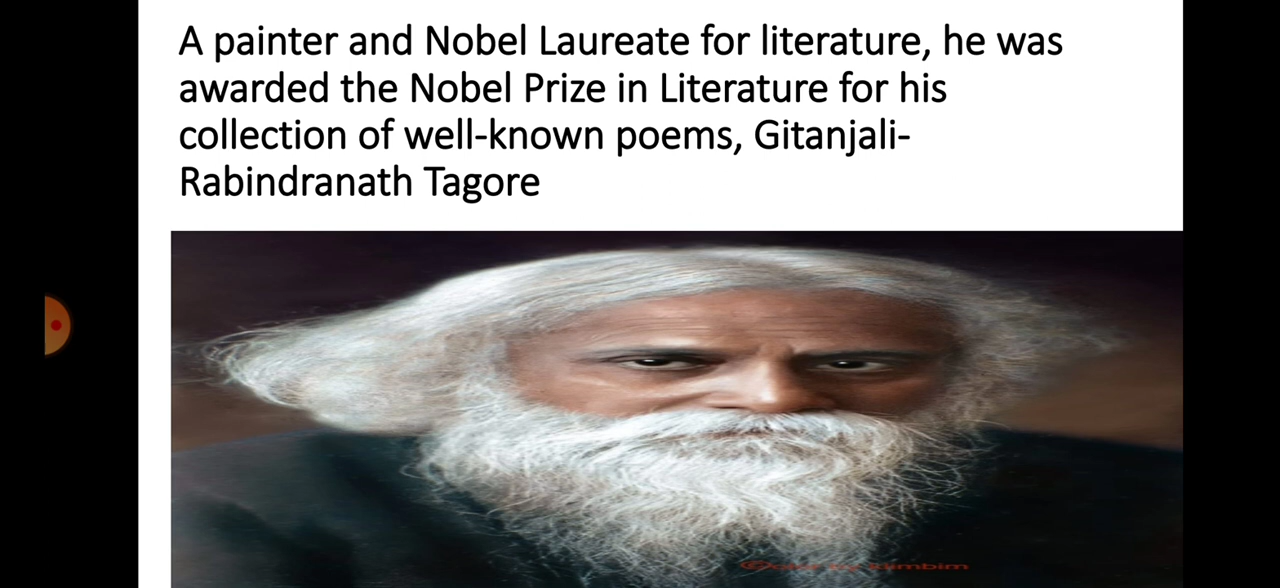 A painter and Nobel Laureate for literature, he was
awarded the Nobel Prize in Literature for his
collection of well-known poems, Gitanjali-
Rabindranath Tagore